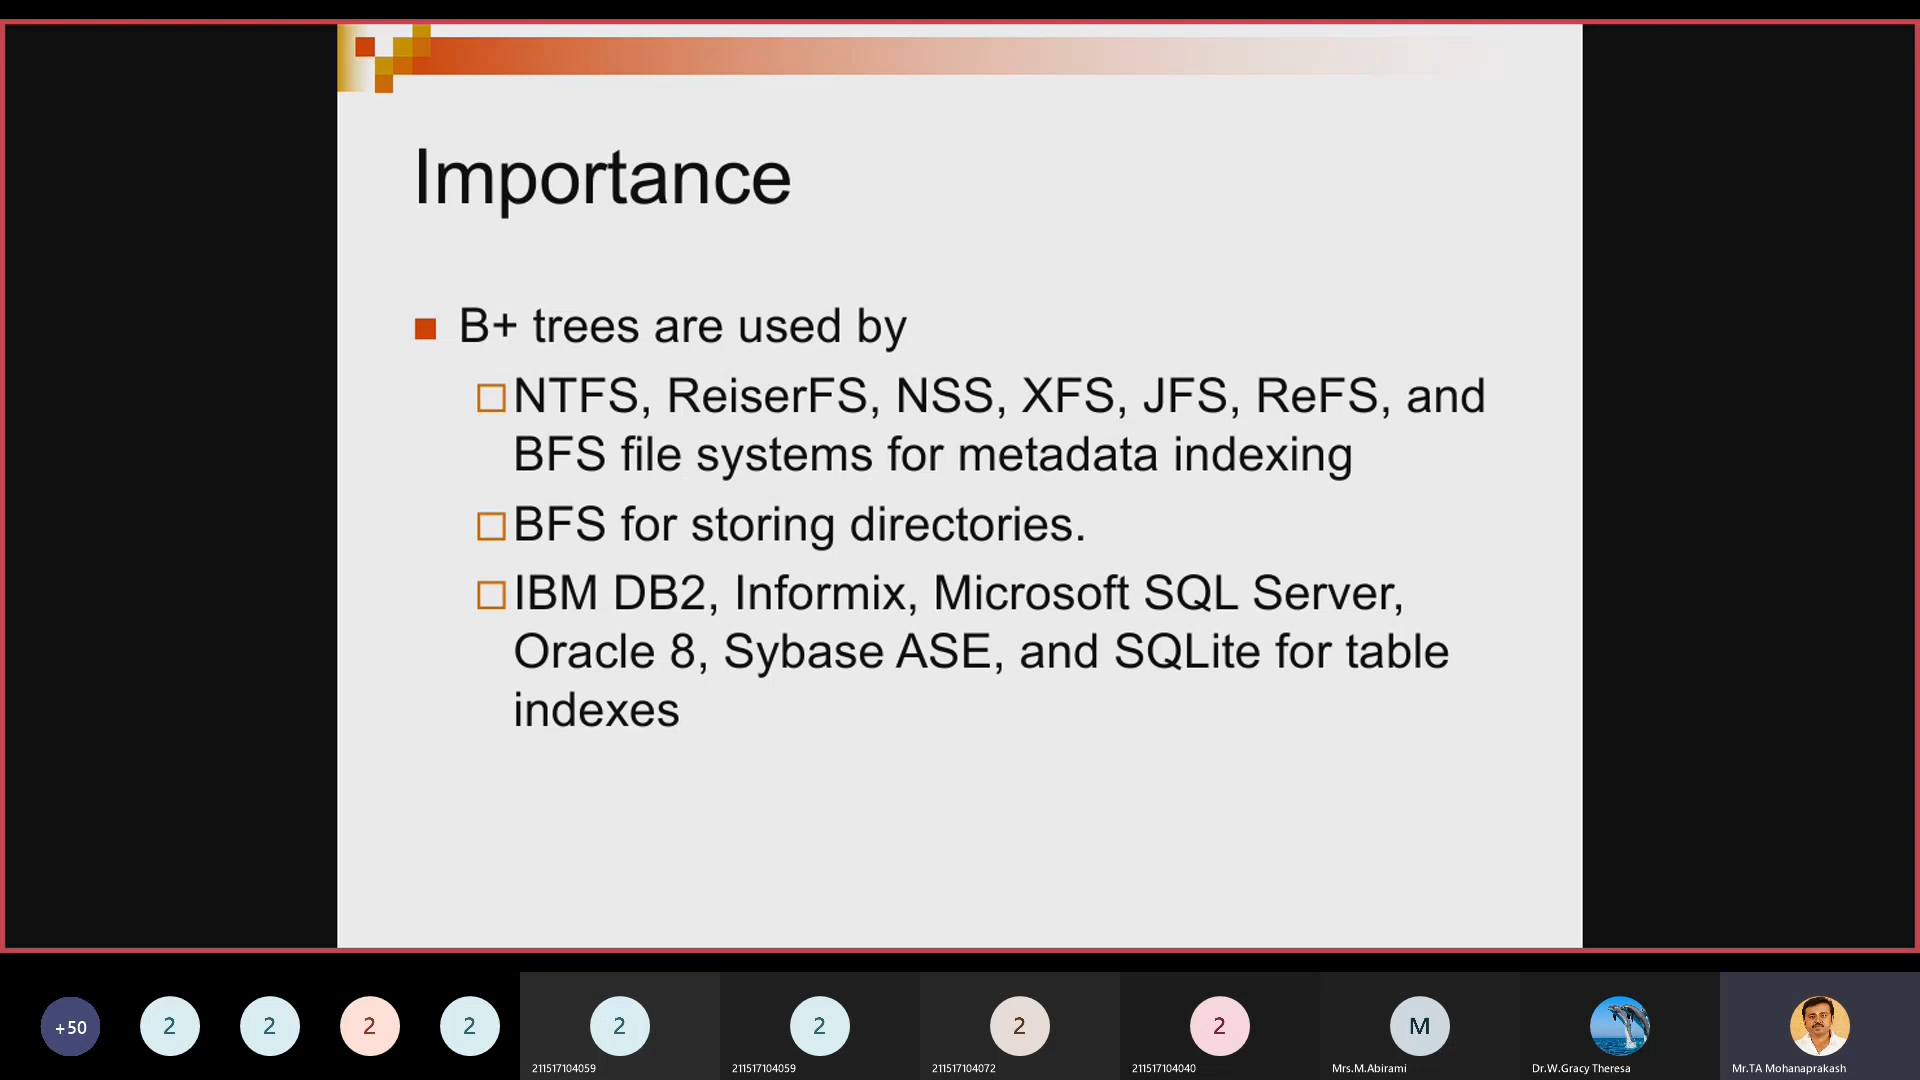 Importance
B+ trees are used by
NTFS, ReiserFS, NSS, XFS, JFS, ReFS, and
BFS file systems for metadata indexing
BFS for storing directories.
IBM DB2, Informix, Microsoft SQL Server,
Oracle 8, Sybase ASE, and SQLite for table
indexes
+50
2
2
2
2
2
2
2
2
M
211517104059
211517104059
211517104072
211517104040
Mrs.M.Abirami
Dr.W.Gracy Theresa
Mr.TA Mohanaprakash